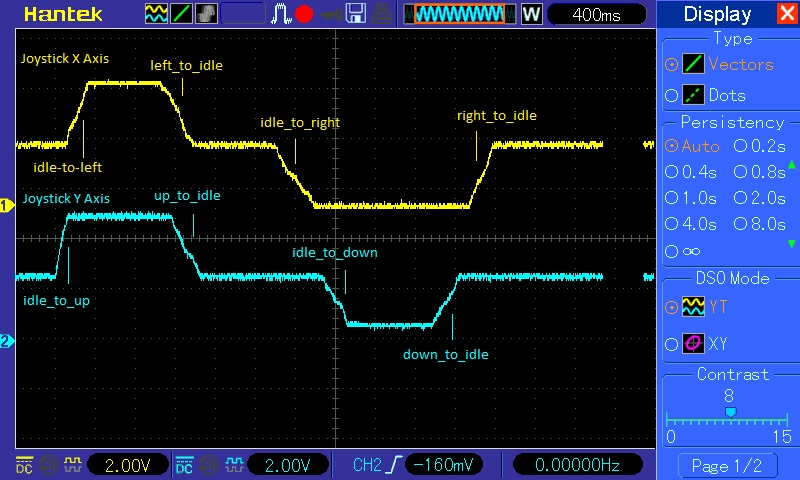 Hantek
W
400ms
Display
Type
Vectors
Dots
Persistency
Auto
0.2s
0.4s
0.8s
1.0s
2.0s
4.0s
8.0s
∞
DSO Mode
YT
XY
Contrast
8
0
15
Page 1/2
Joystick X Axis
left_to_idle
idle_to_right
right_to_idle
idle-to-left
1
Joystick Y Axis
up_to_idle
idle_to_down
idle_to_up
2
down_to_idle
DC
2.00V
DC
2.00V
CH2
-160mV
0.00000Hz